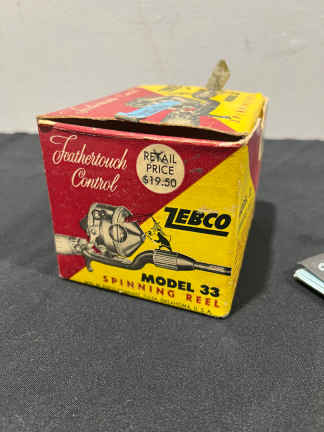 Feathertouch
Control
RETAIL
PRICE
$19.50
ZEBCO
MODEL 33
SPINNING REEL